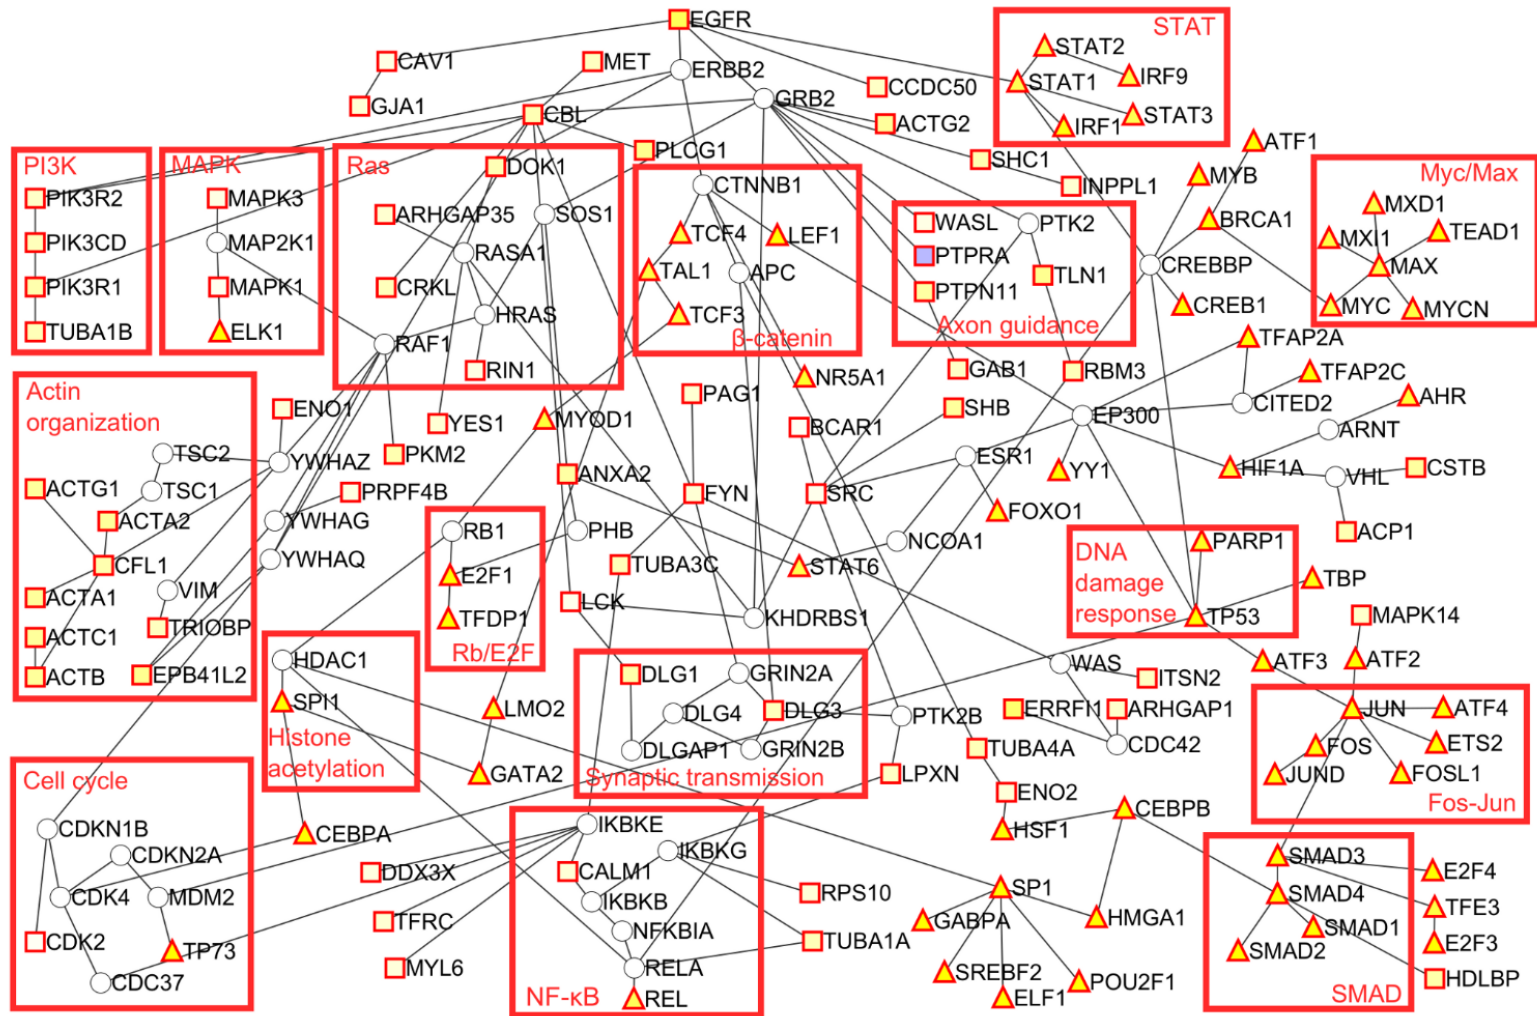 EGFR
STAT
CAV1
MET
ERBB2
STAT2
STAT1
IRF9
CCDC50
GRB2
GJA1
CBL
ACTG2
STAT3
IRF1
ATF1
PI3K
MAPK
Ras
DOK1
PLCG1
SHC1
INPPL1
MYB
Myc/Max
PIK3R2
MAPK3
CTNNB1
MXD1
ARHGAP35
SOS1
WASL
PTK2
BRCA1
TEAD1
PIK3CD
MAP2K1
RASA1
TCF4
LEF1
MXI1
PTPRA
CREBBP
MAX
TAL1
APC
TLN1
PIK3R1
MAPK1
CRKL
PTPN11
CREB1
MYC
MYCN
TUBA1B
ELK1
HRAS
TCF3
Axon guidance
β-catenin
TFAP2A
RAF1
RIN1
NR5A1
GAB1
RBM3
TFAP2C
Actin
organization
ENO1
YES1
PAG1
SHB
CITED2
AHR
MYOD1
BCAR1
EP300
ARNT
TSC2
YWHAZ
PKM2
ESR1
YY1
HIF1A
VHL
CSTB
ACTG1
TSC1
PRPF4B
ANXA2
FYN
SRC
FOXO1
ACTA2
YWHAG
RB1
PHB
NCOA1
ACP1
DNA
damage
response
PARP1
CFL1
YWHAQ
E2F1
TUBA3C
STAT6
TBP
ACTA1
VIM
TFDP1
LCK
KHDRBS1
TP53
MAPK14
ACTC1
TRIOBP
Rb/E2F
ACTB
EPB41L2
HDAC1
DLG1
GRIN2A
WAS
ITSN2
ATF3
ATF2
SPI1
LMO2
DLG4
DLG3
PTK2B
ERRFI1
ARHGAP1
JUN
ATF4
Histone
acetylation
DLGAP1
GRIN2B
TUBA4A
CDC42
FOS
ETS2
GATA2
Synaptic transmission
LPXN
JUND
FOSL1
Fos-Jun
Cell cycle
ENO2
CDKN1B
CEBPA
IKBKE
HSF1
CEBPB
CDKN2A
IKBKG
SMAD3
DDX3X
CALM1
E2F4
CDK4
MDM2
IKBKB
RPS10
SP1
SMAD4
TFRC
NFKBIA
GABPA
HMGA1
TFE3
CDK2
TP73
TUBA1A
SMAD2
SMAD1
E2F3
MYL6
RELA
SREBF2
POU2F1
HDLBP
CDC37
NF-κB
REL
ELF1
SMAD